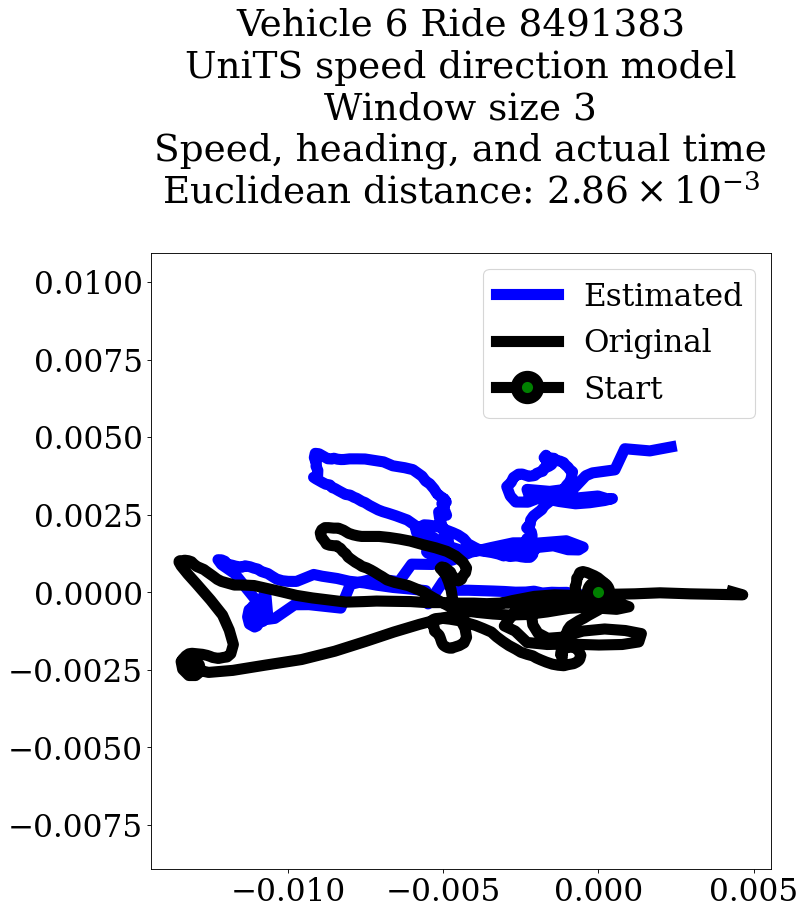 Vehicle 6 Ride 8491383
UniTS speed direction model
Window size 3
Speed, heading, and actual time
Euclidean distance: 2.86 × 10⁻³
Estimated
Original
Start
0.0100
0.0075
0.0050
0.0025
0.0000
−0.0025
−0.0050
−0.0075
−0.010 −0.005 0.000 0.005